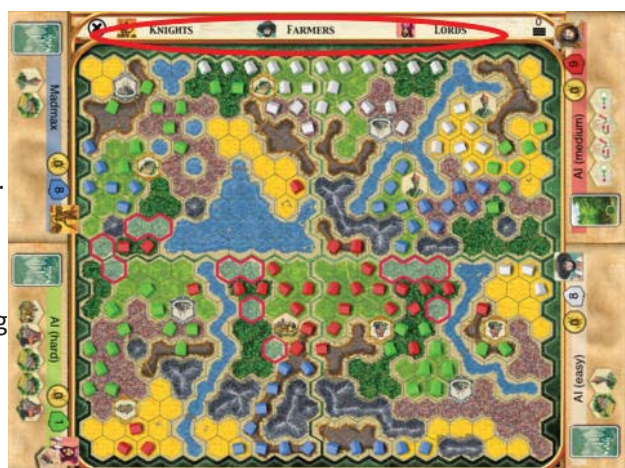 KNIGHTS FARMERS LORDS
0
Madmax
0 8
AI (hard)
0 1
9 0
AI (medium)
8 0
AI (easy)